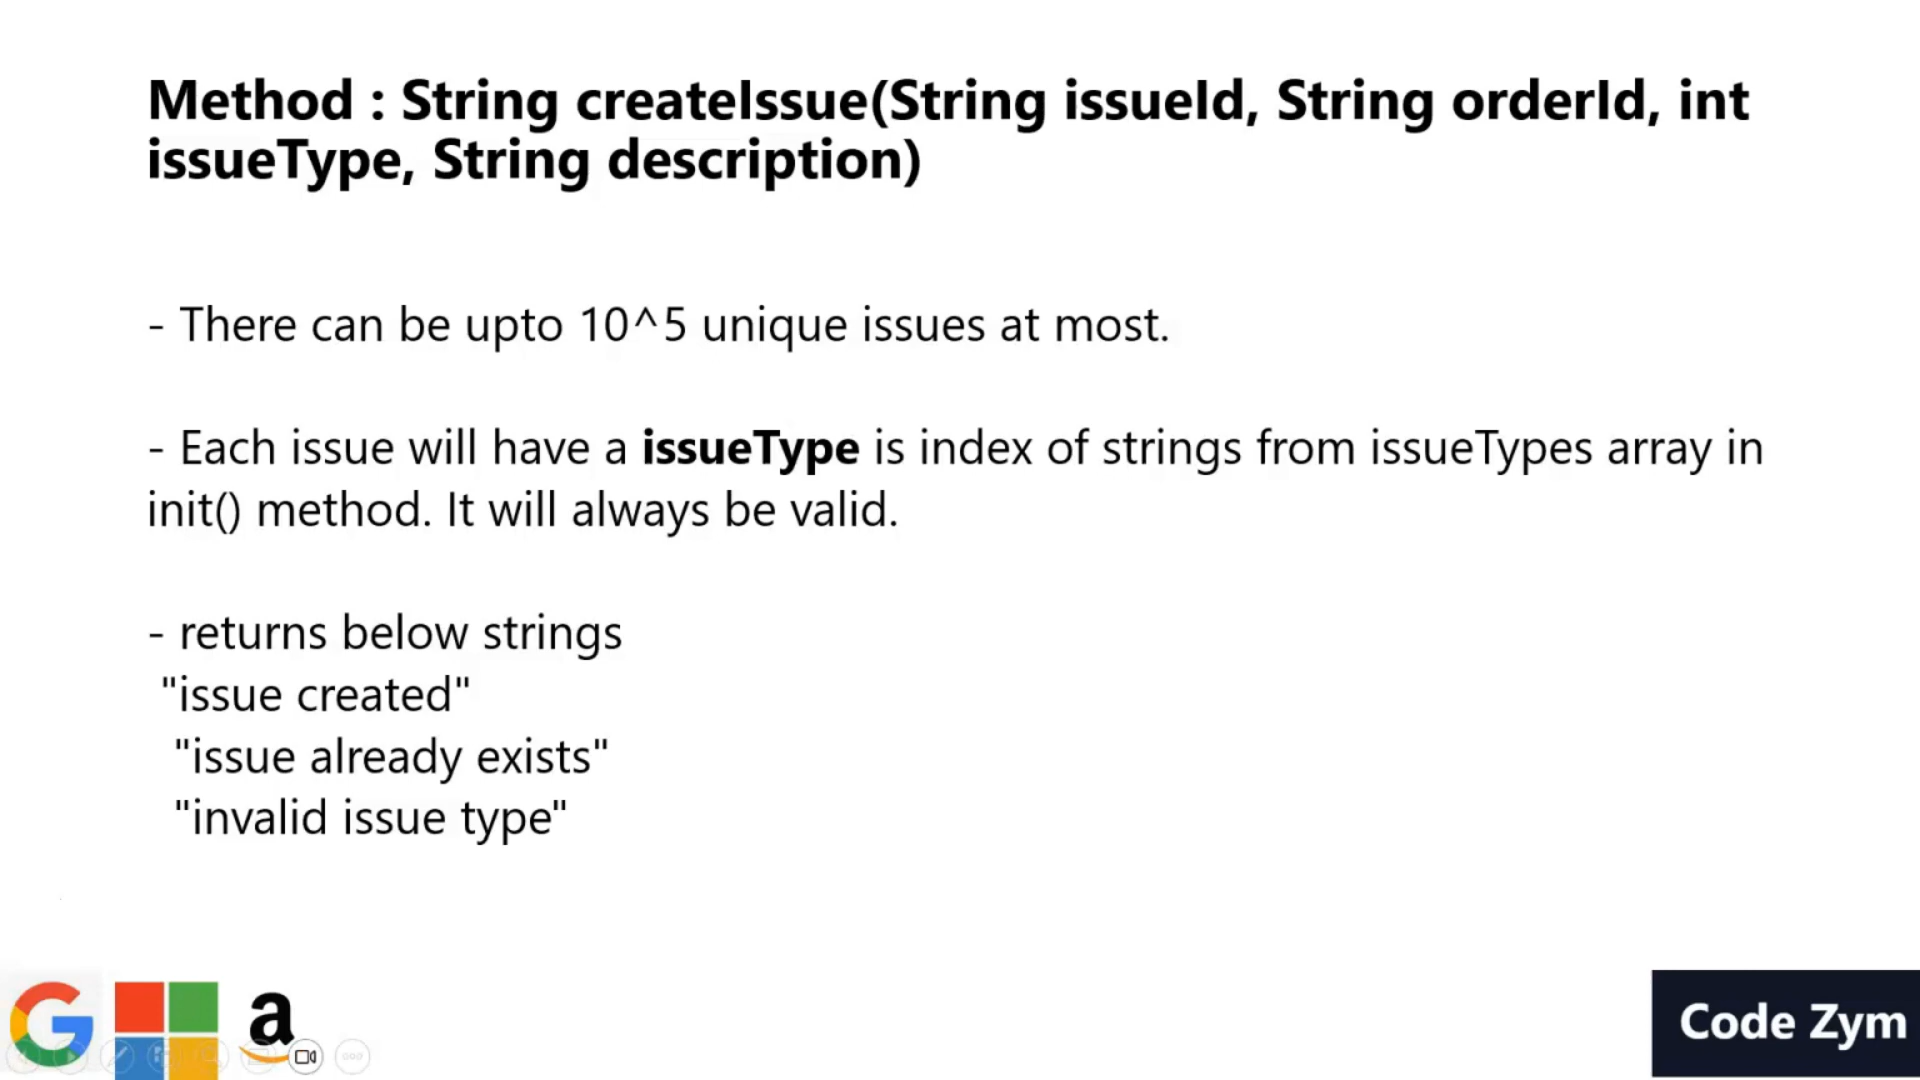 Method : String createIssue(String issueId, String orderId, int
issueType, String description)
- There can be upto 10^5 unique issues at most.
- Each issue will have a issueType is index of strings from issueTypes array in
init() method. It will always be valid.
- returns below strings
"issue created"
"issue already exists"
"invalid issue type"
a
Code Zym